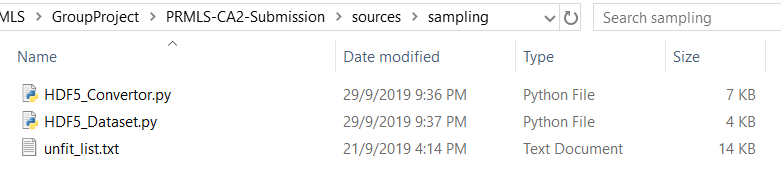 MLS > GroupProject > PRMLS-CA2-Submission > sources > sampling Search sampling
Name Date modified Type Size
HDF5_Convertor.py 29/9/2019 9:36 PM Python File 7 KB
HDF5_Dataset.py 29/9/2019 9:37 PM Python File 4 KB
unfit_list.txt 21/9/2019 4:14 PM Text Document 14 KB